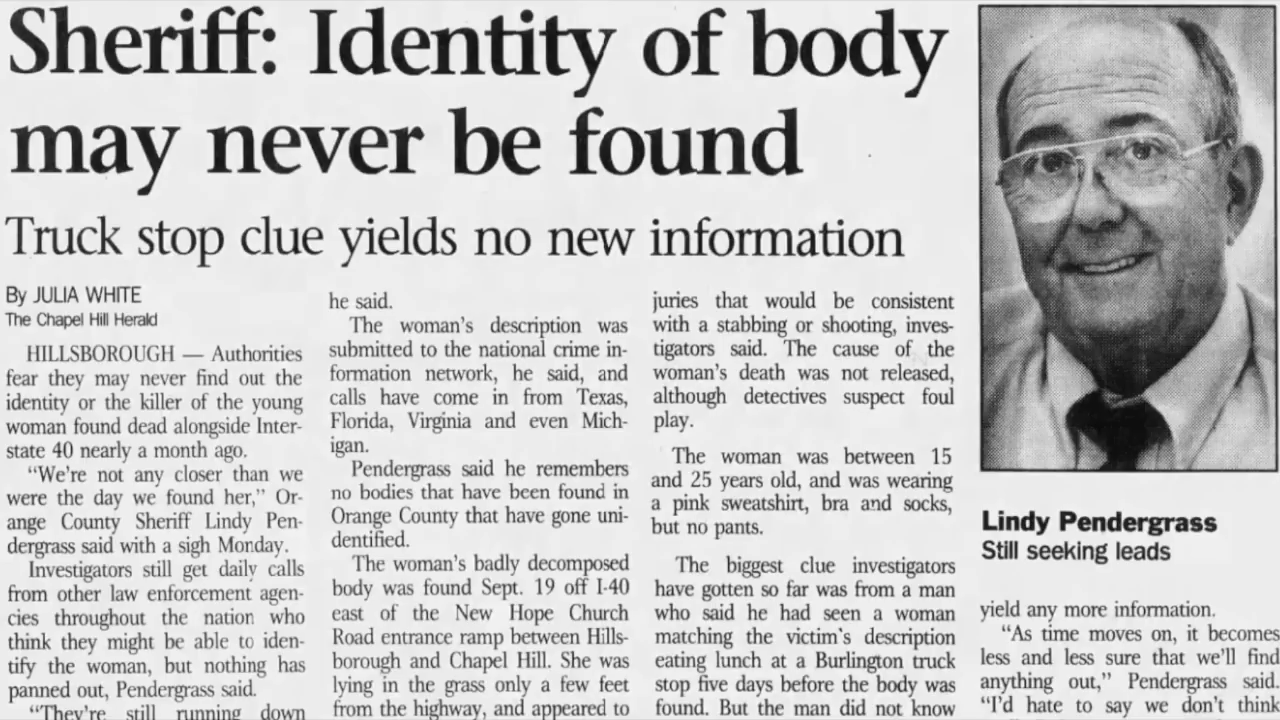 Sheriff: Identity of body
may never be found
Truck stop clue yields no new information
By JULIA WHITE
The Chapel Hill Herald
HILLSBOROUGH — Authorities
fear they may never find out the
identity or the killer of the young
woman found dead alongside Inter-
state 40 nearly a month ago.
“We’re not any closer than we
were the day we found her,” Or-
ange County Sheriff Lindy Pen-
dergrass said with a sigh Monday.
Investigators still get daily calls
from other law enforcement agen-
cies throughout the nation who
think they might be able to iden-
tify the woman, but nothing has
panned out, Pendergrass said.
“They’re still running down
he said.
The woman’s description was
submitted to the national crime in-
formation network, he said, and
calls have come in from Texas,
Florida, Virginia and even Mich-
igan.
Pendergrass said he remembers
no bodies that have been found in
Orange County that have gone uni-
dentified.
The woman’s badly decomposed
body was found Sept. 19 off I-40
east of the New Hope Church
Road entrance ramp between Hills-
borough and Chapel Hill. She was
lying in the grass only a few feet
from the highway, and appeared to
juries that would be consistent
with a stabbing or shooting, inves-
tigators said. The cause of the
woman’s death was not released,
although detectives suspect foul
play.
The woman was between 15
and 25 years old, and was wearing
a pink sweatshirt, bra and socks,
but no pants.
The biggest clue investigators
have gotten so far was from a man
who said he had seen a woman
matching the victim’s description
eating lunch at a Burlington truck
stop five days before the body was
found. But the man did not know
Lindy Pendergrass
Still seeking leads
yield any more information.
“As time moves on, it becomes
less and less sure that we’ll find
anything out,” Pendergrass said.
“I’d hate to say we don’t think